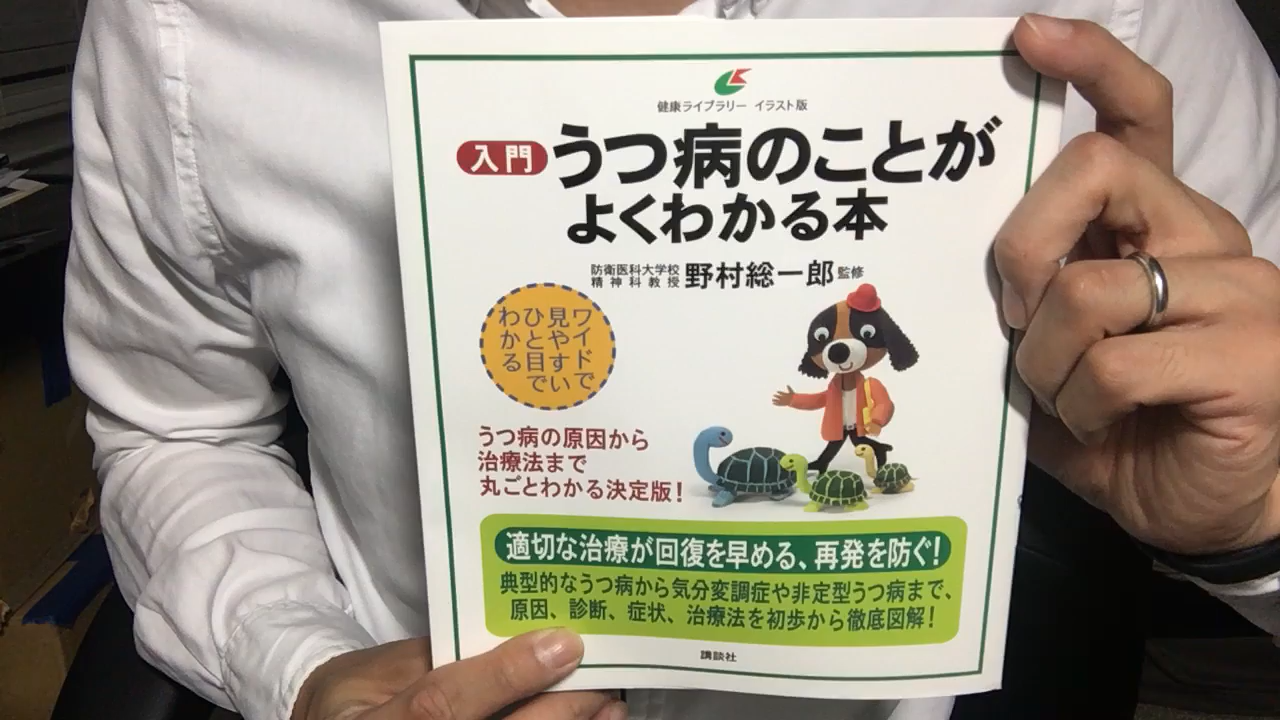 健康ライブラリー イラスト版
入門 うつ病のことが
よくわかる本
防衛医科大学校
精神科教授
野村総一郎 監修
ワイドで
見やすい
ひと目で
わかる
うつ病の原因から
治療法まで
丸ごとわかる決定版!
適切な治療が回復を早める、再発を防ぐ!
典型的なうつ病から気分変調症や非定型うつ病まで、
原因、診断、症状、治療法を初歩から徹底図解!
講談社